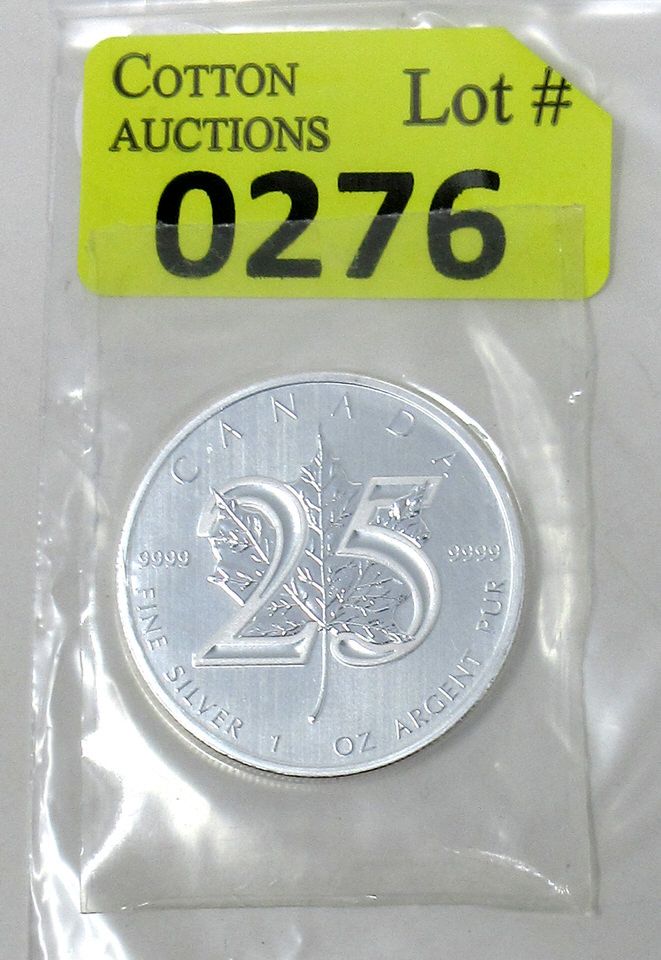 COTTON
AUCTIONS
Lot #
0276
CANADA
25
9999
9999
FINE SILVER 1 OZ ARGENT PUR